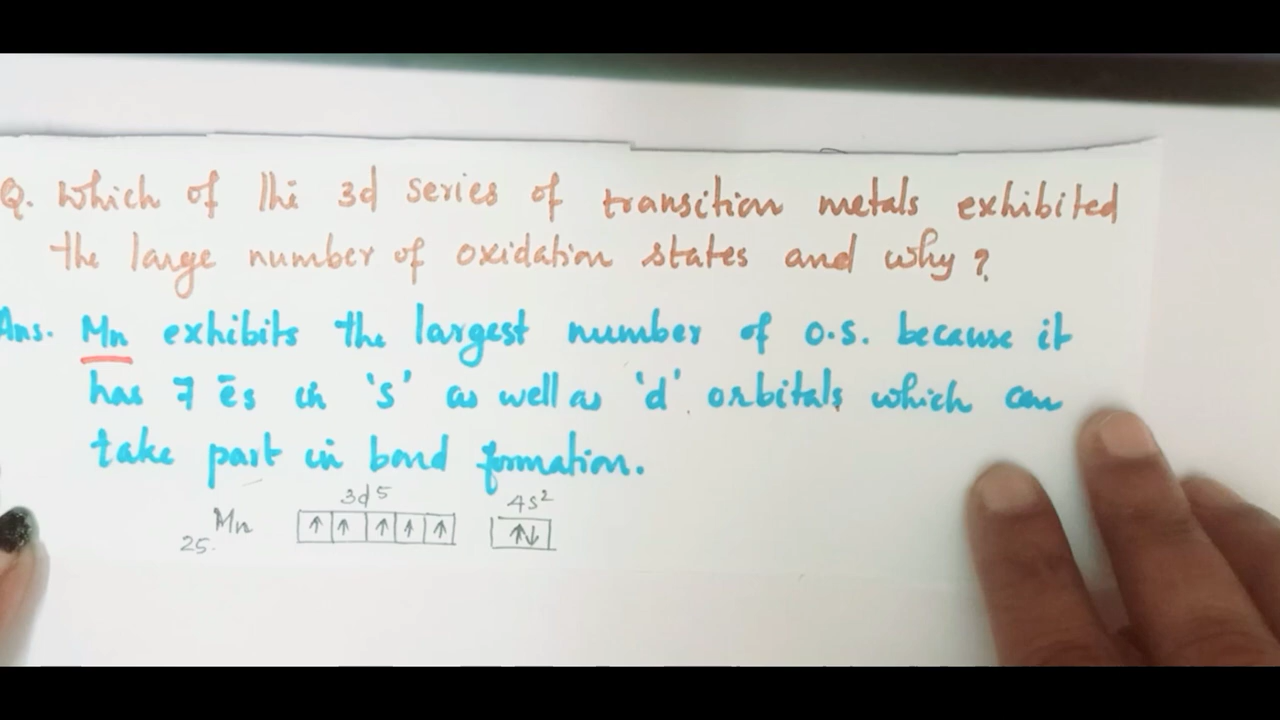 Q. Which of the 3d series of transition metals exhibited
the large number of oxidation states and why?
Ans. Mn exhibits the largest number of o.s. because it
has 7 ēs in 's' as well as 'd' orbitals which can
take part in bond formation.
3d5 4s²
25 Mn ↑ ↑ ↑ ↑ ↑ ↑↓